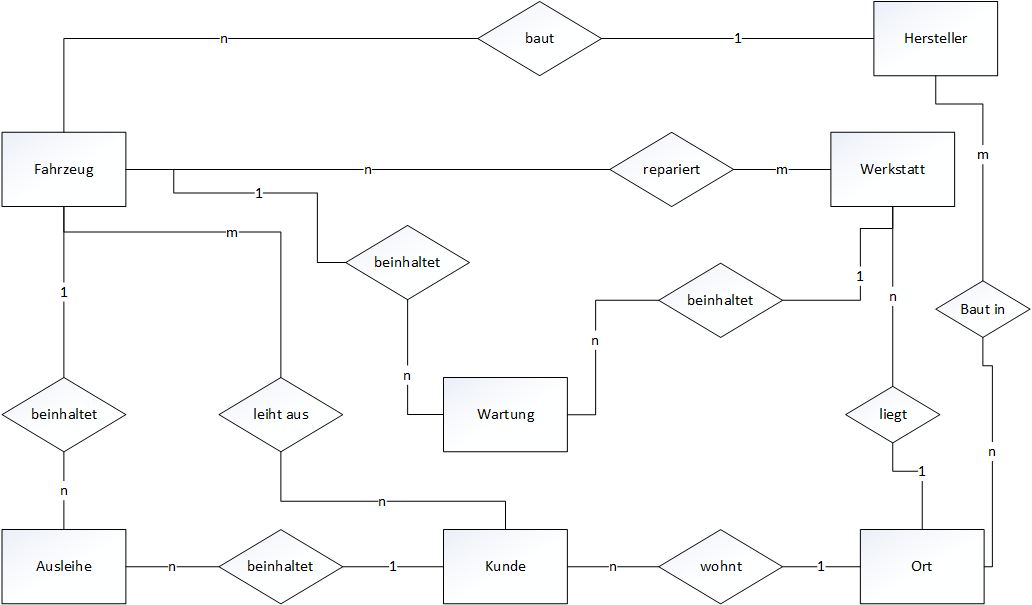 n
baut
1
Hersteller
m
Fahrzeug
n
repariert
m
Werkstatt
1
m
beinhaltet
1
1
beinhaltet
n
n
Baut in
n
n
Wartung
beinhaltet
leiht aus
liegt
n
1
n
n
Ausleihe
n
beinhaltet
1
Kunde
n
wohnt
1
Ort